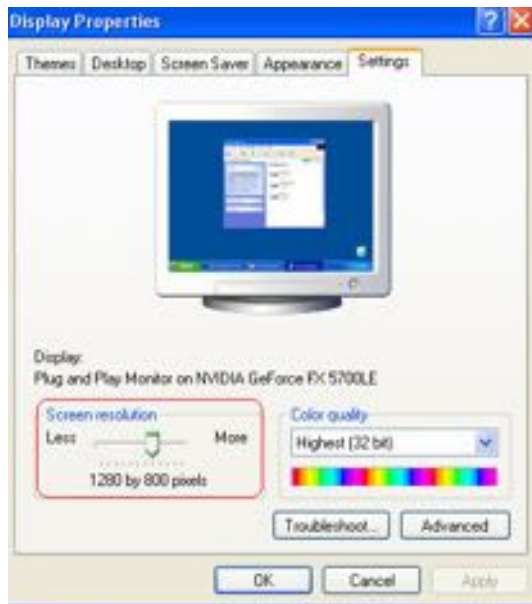 Display Properties
Themes Desktop Screen Saver Appearance Settings
Display:
Plug and Play Monitor on NVIDIA GeForce FX 5700LE
Screen resolution
Less More
1280 by 800 pixels
Color quality
Highest (32 bit)
Troubleshoot... Advanced
OK Cancel Apply